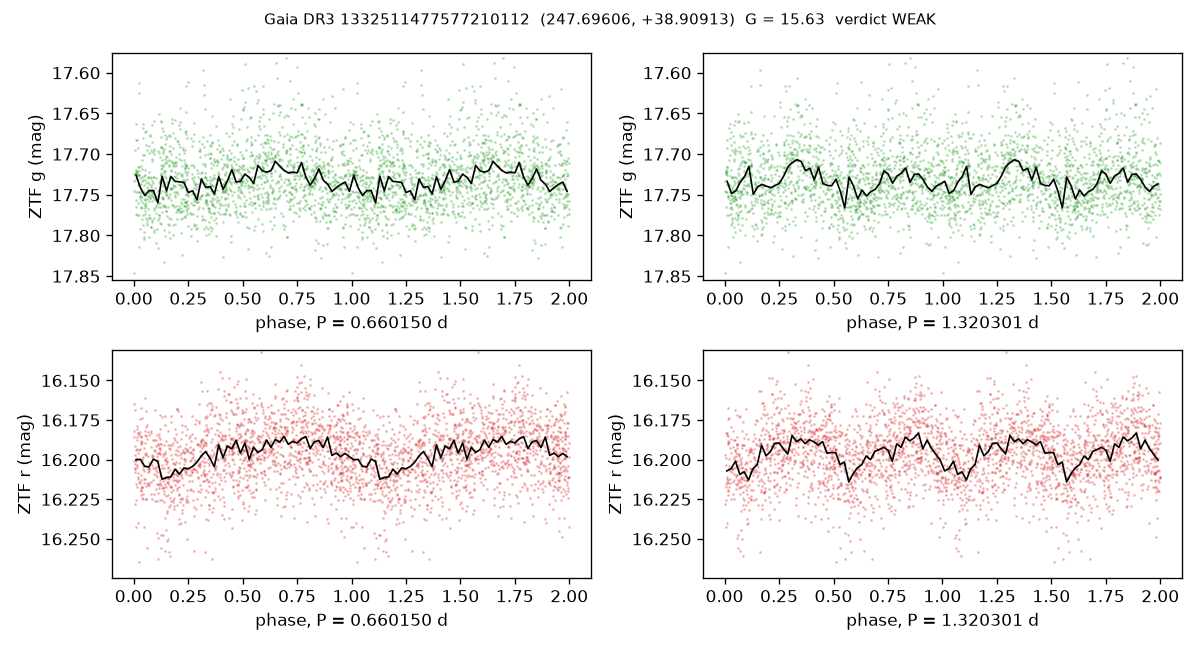 Gaia DR3 1332511477577210112 (247.69606, +38.90913) G = 15.63 verdict WEAK
ZTF g (mag)
17.60
17.65
17.70
17.75
17.80
17.85
0.00 0.25 0.50 0.75 1.00 1.25 1.50 1.75 2.00
phase, P = 0.660150 d
ZTF g (mag)
17.60
17.65
17.70
17.75
17.80
17.85
0.00 0.25 0.50 0.75 1.00 1.25 1.50 1.75 2.00
phase, P = 1.320301 d
ZTF r (mag)
16.150
16.175
16.200
16.225
16.250
0.00 0.25 0.50 0.75 1.00 1.25 1.50 1.75 2.00
phase, P = 0.660150 d
ZTF r (mag)
16.150
16.175
16.200
16.225
16.250
0.00 0.25 0.50 0.75 1.00 1.25 1.50 1.75 2.00
phase, P = 1.320301 d